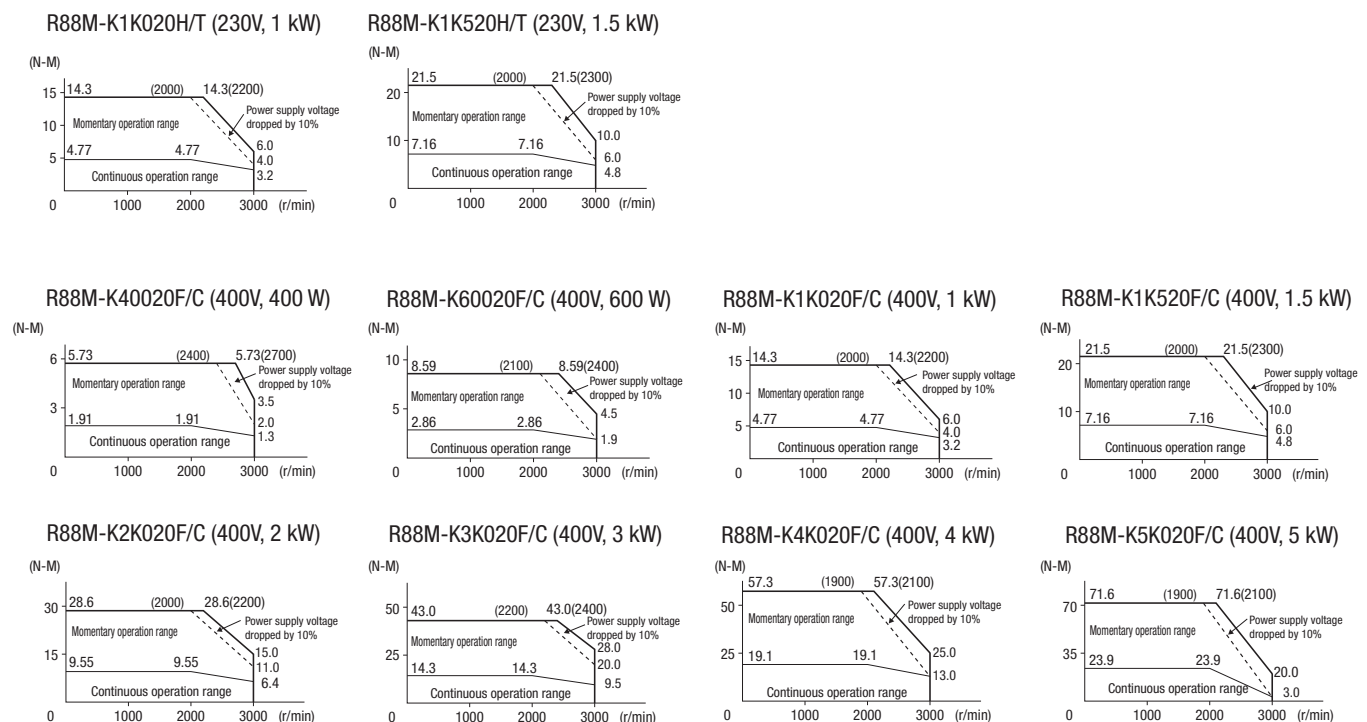 R88M-K1K020H/T (230V, 1 kW)
(N-M)
15
14.3
(2000)
14.3(2200)
Power supply voltage
dropped by 10%
10
Momentary operation range
6.0
5
4.77
4.77
4.0
3.2
Continuous operation range
0
1000
2000
3000
(r/min)
R88M-K1K520H/T (230V, 1.5 kW)
(N-M)
21.5
(2000)
21.5(2300)
20
Power supply voltage
dropped by 10%
Momentary operation range
10
10.0
7.16
7.16
6.0
4.8
Continuous operation range
0
1000
2000
3000
(r/min)
R88M-K40020F/C (400V, 400 W)
(N-M)
6
5.73
(2400)
5.73(2700)
Power supply voltage
dropped by 10%
Momentary operation range
3.5
3
1.91
1.91
2.0
1.3
Continuous operation range
0
1000
2000
3000
(r/min)
R88M-K60020F/C (400V, 600 W)
(N-M)
10
8.59
(2100)
8.59(2400)
Power supply voltage
dropped by 10%
Momentary operation range
5
4.5
2.86
2.86
1.9
Continuous operation range
0
1000
2000
3000
(r/min)
R88M-K1K020F/C (400V, 1 kW)
(N-M)
15
14.3
(2000)
14.3(2200)
Power supply voltage
dropped by 10%
10
Momentary operation range
6.0
5
4.77
4.77
4.0
3.2
Continuous operation range
0
1000
2000
3000
(r/min)
R88M-K1K520F/C (400V, 1.5 kW)
(N-M)
21.5
(2000)
21.5(2300)
20
Power supply voltage
dropped by 10%
Momentary operation range
10
10.0
7.16
7.16
6.0
4.8
Continuous operation range
0
1000
2000
3000
(r/min)
R88M-K2K020F/C (400V, 2 kW)
(N-M)
30
28.6
(2000)
28.6(2200)
Power supply voltage
dropped by 10%
Momentary operation range
15
15.0
9.55
9.55
11.0
6.4
Continuous operation range
0
1000
2000
3000
(r/min)
R88M-K3K020F/C (400V, 3 kW)
(N-M)
50
43.0
(2200)
43.0(2400)
Power supply voltage
dropped by 10%
Momentary operation range
28.0
25
20.0
14.3
14.3
9.5
Continuous operation range
0
1000
2000
3000
(r/min)
R88M-K4K020F/C (400V, 4 kW)
(N-M)
57.3
(1900)
57.3(2100)
50
Power supply voltage
dropped by 10%
Momentary operation range
25
25.0
19.1
19.1
13.0
Continuous operation range
0
1000
2000
3000
(r/min)
R88M-K5K020F/C (400V, 5 kW)
(N-M)
70
71.6
(1900)
71.6(2100)
Power supply voltage
dropped by 10%
Momentary operation range
35
23.9
23.9
20.0
3.0
Continuous operation range
0
1000
2000
3000
(r/min)